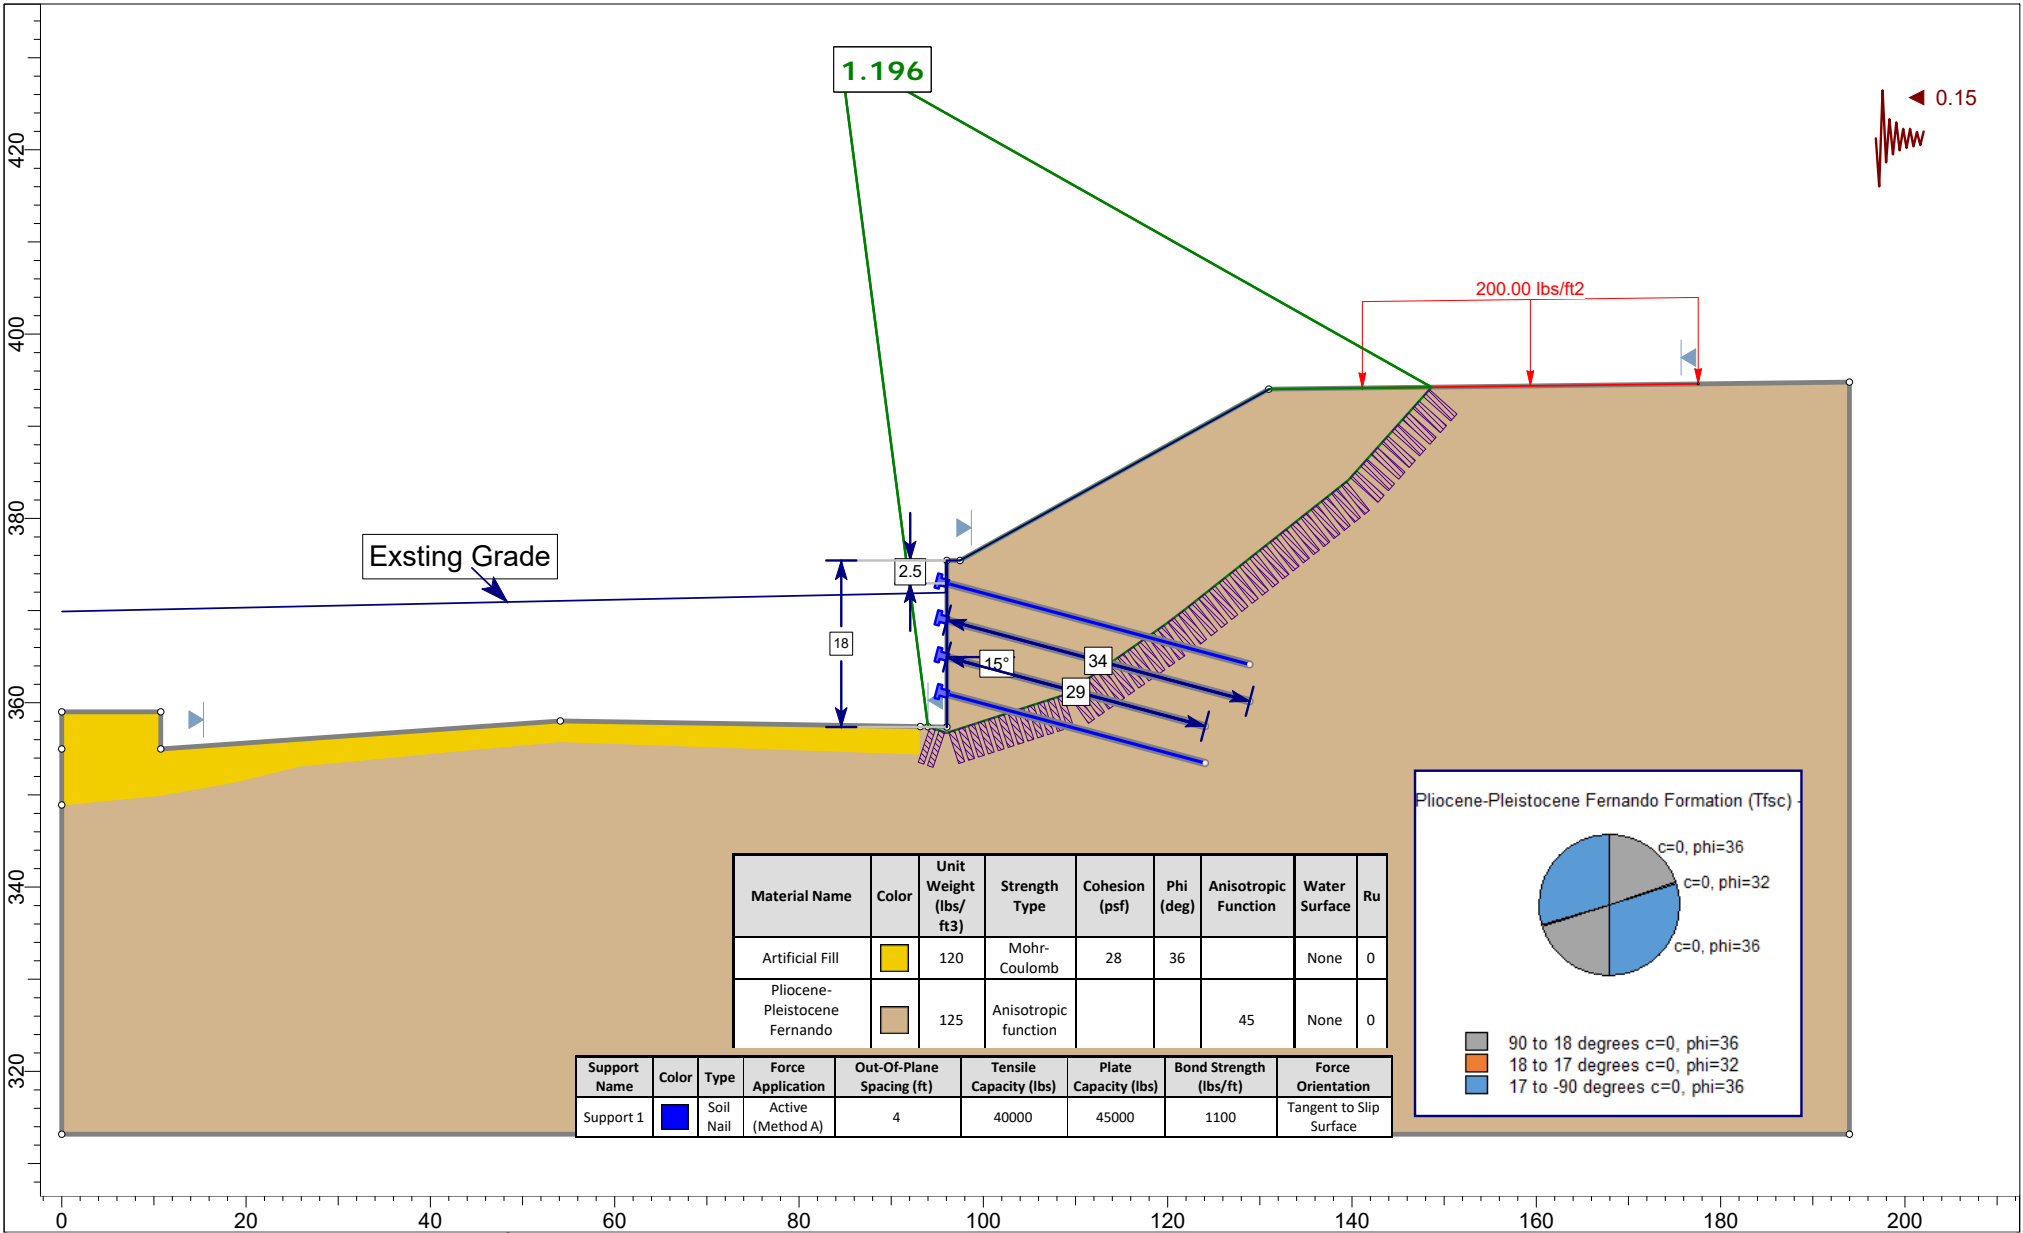 1.196
0.15
420
400
380
360
340
320
200.00 lbs/ft2
Exsting Grade
2.5
18
15°
34
29
Pliocene-Pleistocene Fernando Formation (Tfsc) -
c=0, phi=36
c=0, phi=32
c=0, phi=36
90 to 18 degrees c=0, phi=36
18 to 17 degrees c=0, phi=32
17 to -90 degrees c=0, phi=36
Material Name Color Unit Weight (lbs/ ft3) Strength Type Cohesion (psf) Phi (deg) Anisotropic Function Water Surface Ru
Artificial Fill 120 Mohr-Coulomb 28 36 None 0
Pliocene-Pleistocene Fernando 125 Anisotropic function 45 None 0
Support Name Color Type Force Application Out-Of-Plane Spacing (ft) Tensile Capacity (lbs) Plate Capacity (lbs) Bond Strength (lbs/ft) Force Orientation
Support 1 Soil Nail Active (Method A) 4 40000 45000 1100 Tangent to Slip Surface
0 20 40 60 80 100 120 140 160 180 200